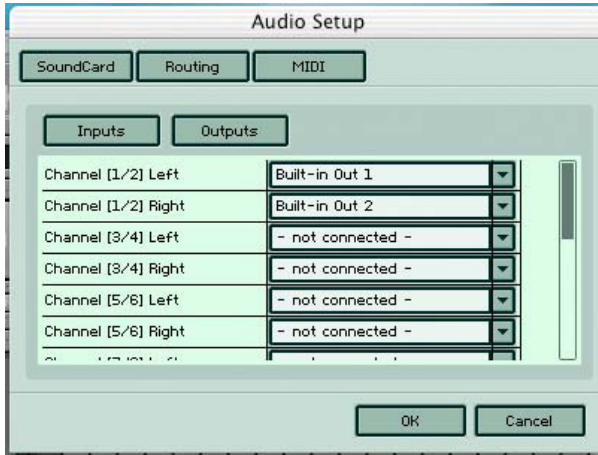 Audio Setup
SoundCard Routing MIDI
Inputs Outputs
Channel [1/2] Left Built-in Out 1
Channel [1/2] Right Built-in Out 2
Channel [3/4] Left - not connected -
Channel [3/4] Right - not connected -
Channel [5/6] Left - not connected -
Channel [5/6] Right - not connected -
OK Cancel